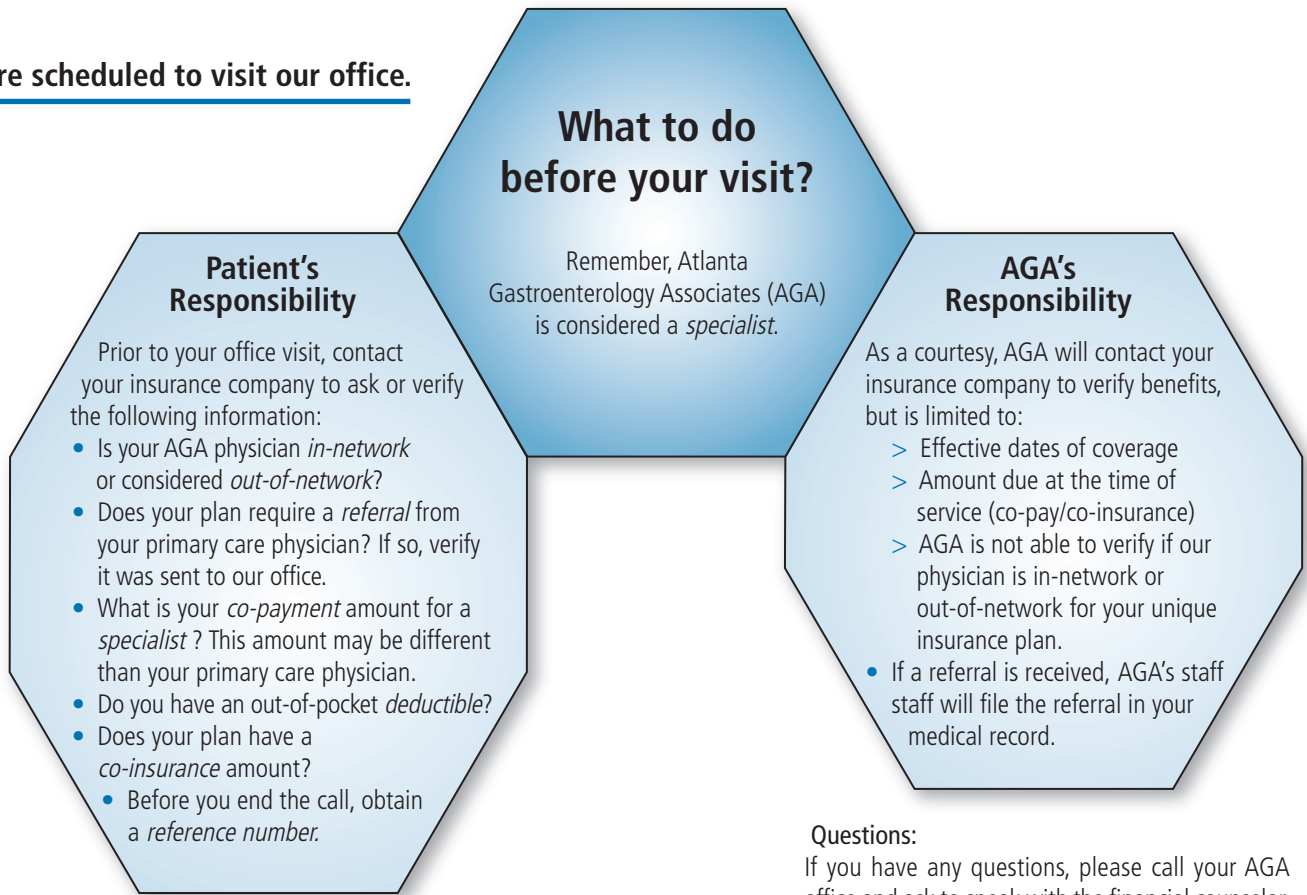 re scheduled to visit our office.
What to do
before your visit?
Remember, Atlanta
Gastroenterology Associates (AGA)
is considered a specialist.
Patient's
Responsibility
Prior to your office visit, contact
your insurance company to ask or verify
the following information:
• Is your AGA physician in-network
or considered out-of-network?
• Does your plan require a referral from
your primary care physician? If so, verify
it was sent to our office.
• What is your co-payment amount for a
specialist ? This amount may be different
than your primary care physician.
• Do you have an out-of-pocket deductible?
• Does your plan have a
co-insurance amount?
• Before you end the call, obtain
a reference number.
AGA's
Responsibility
As a courtesy, AGA will contact your
insurance company to verify benefits,
but is limited to:
> Effective dates of coverage
> Amount due at the time of
service (co-pay/co-insurance)
> AGA is not able to verify if our
physician is in-network or
out-of-network for your unique
insurance plan.
• If a referral is received, AGA's staff
staff will file the referral in your
medical record.
Questions:
If you have any questions, please call your AGA
office and ask to speak with the financial counselor